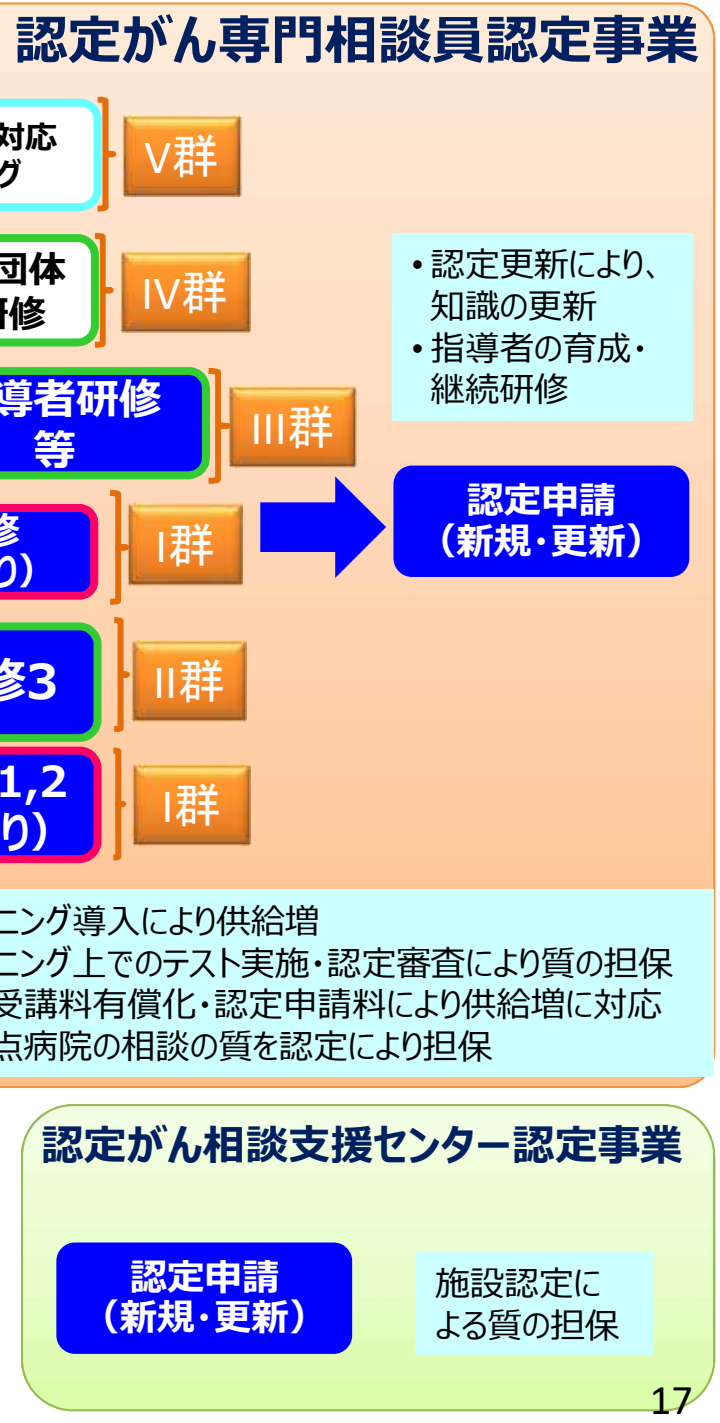 認定がん専門相談員認定事業
対応
グ
V群
団体
研修
IV群
・認定更新により、
知識の更新
・指導者の育成・
継続研修
導者研修
等
III群
修
り）
I群
認定申請
（新規・更新）
修3
II群
1,2
り）
I群
ニング導入により供給増
ニング上でのテスト実施・認定審査により質の担保
受講料有償化・認定申請料により供給増に対応
点病院の相談の質を認定により担保
認定がん相談支援センター認定事業
認定申請
（新規・更新）
施設認定に
よる質の担保
17